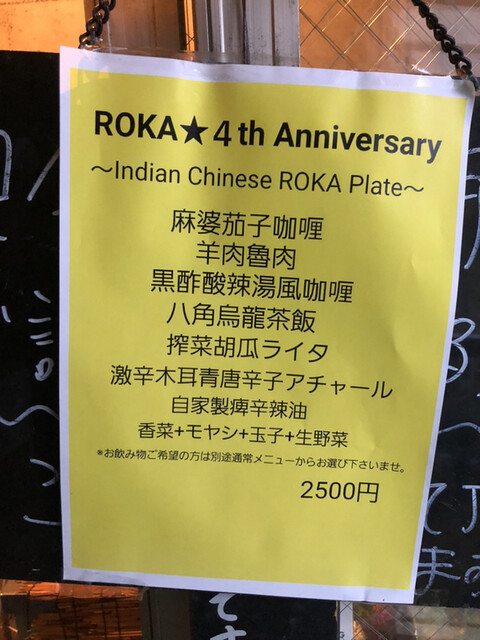 ROKA★4th Anniversary
～Indian Chinese ROKA Plate～
麻婆茄子咖喱
羊肉魯肉
黒酢酸辣湯風咖喱
八角烏龍茶飯
搾菜胡瓜ライタ
激辛木耳青唐辛子アチャール
自家製痺辛辣油
香菜+モヤシ+玉子+生野菜
※お飲み物ご希望の方は別途通常メニューからお選び下さいませ。
2500円